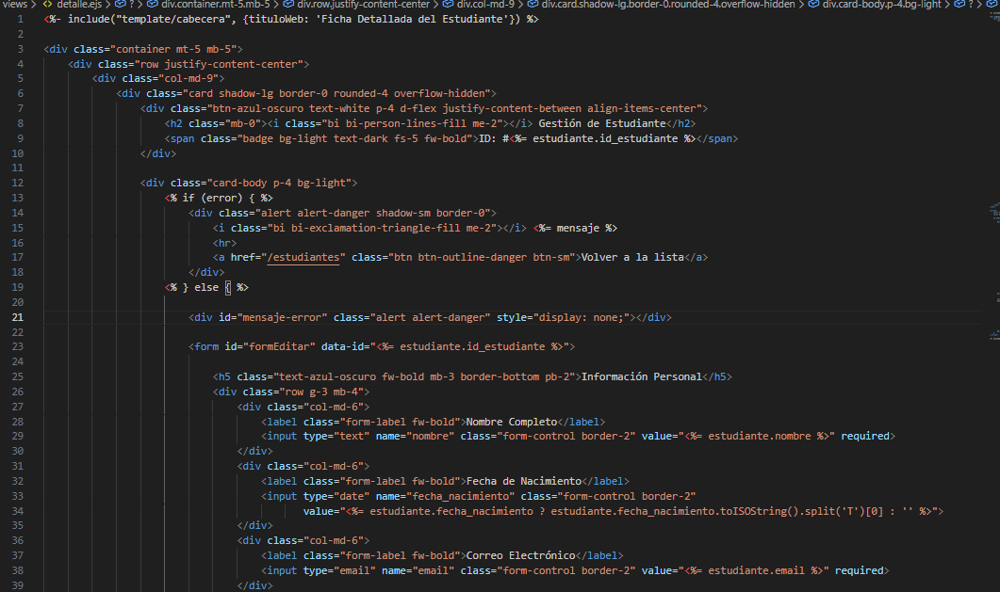 views > <> detalle.ejs > ? > div.container.mt-5.mb-5 > div.row.justify-content-center > div.col-md-9 > div.card.shadow-lg.border-0.rounded-4.overflow-hidden > div.card-body.p-4.bg-light > ? >
1 <%- include("template/cabecera", {tituloWeb: 'Ficha Detallada del Estudiante'}) %>
2
3 <div class="container mt-5 mb-5">
4 <div class="row justify-content-center">
5 <div class="col-md-9">
6 <div class="card shadow-lg border-0 rounded-4 overflow-hidden">
7 <div class="btn-azul-oscuro text-white p-4 d-flex justify-content-between align-items-center">
8 <h2 class="mb-0"><i class="bi bi-person-lines-fill me-2"></i> Gestión de Estudiante</h2>
9 <span class="badge bg-light text-dark fs-5 fw-bold">ID: #<%= estudiante.id_estudiante %></span>
10 </div>
11
12 <div class="card-body p-4 bg-light">
13 <% if (error) { %>
14 <div class="alert alert-danger shadow-sm border-0">
15 <i class="bi bi-exclamation-triangle-fill me-2"></i> <%= mensaje %>
16 <hr>
17 <a href="/estudiantes" class="btn btn-outline-danger btn-sm">Volver a la lista</a>
18 </div>
19 <% } else { %>
20
21 <div id="mensaje-error" class="alert alert-danger" style="display: none;"></div>
22
23 <form id="formEditar" data-id="<%= estudiante.id_estudiante %>">
24
25 <h5 class="text-azul-oscuro fw-bold mb-3 border-bottom pb-2">Información Personal</h5>
26 <div class="row g-3 mb-4">
27 <div class="col-md-6">
28 <label class="form-label fw-bold">Nombre Completo</label>
29 <input type="text" name="nombre" class="form-control border-2" value="<%= estudiante.nombre %>" required>
30 </div>
31 <div class="col-md-6">
32 <label class="form-label fw-bold">Fecha de Nacimiento</label>
33 <input type="date" name="fecha_nacimiento" class="form-control border-2"
34 value="<%= estudiante.fecha_nacimiento ? estudiante.fecha_nacimiento.toISOString().split('T')[0] : '' %>">
35 </div>
36 <div class="col-md-6">
37 <label class="form-label fw-bold">Correo Electrónico</label>
38 <input type="email" name="email" class="form-control border-2" value="<%= estudiante.email %>" required>
39 </div>